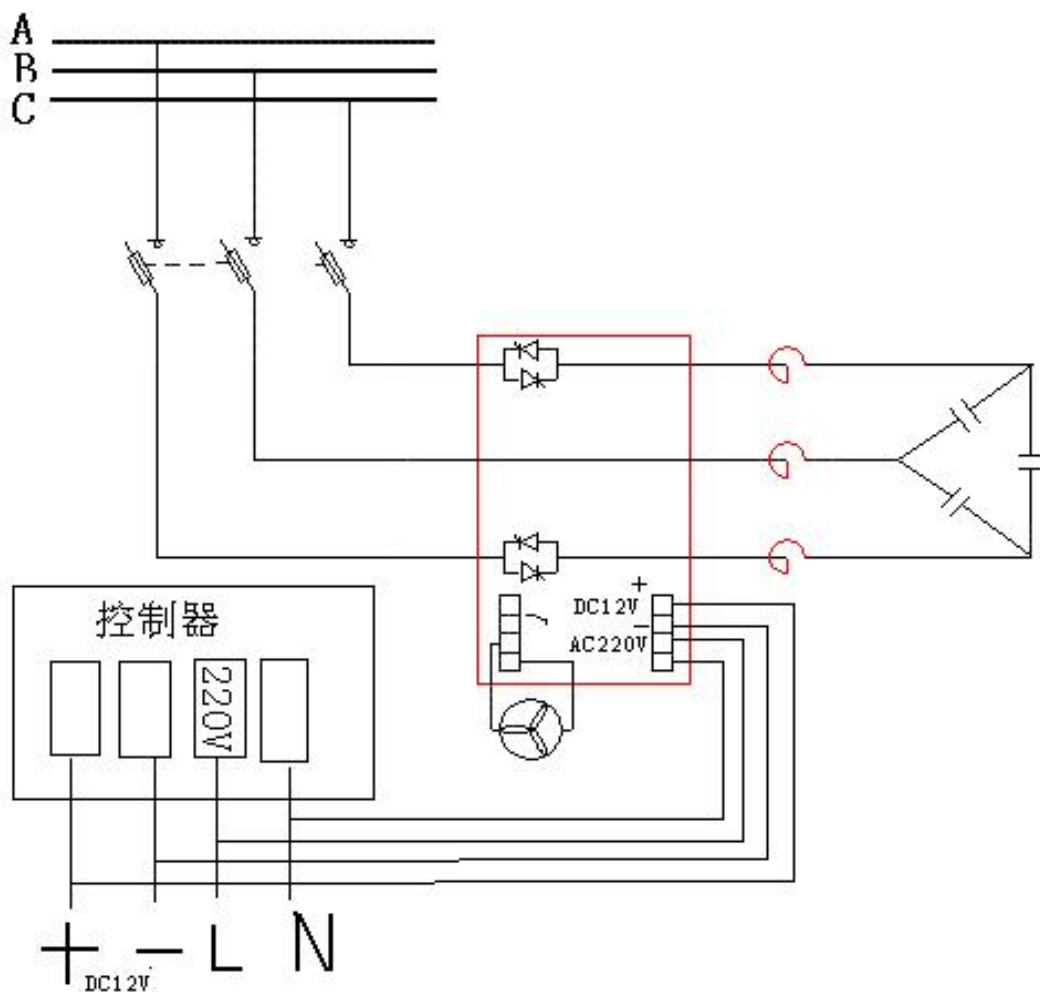 A
B
C
控制器
220V
+
DC12V
−
AC220V
+ − L N
DC12V